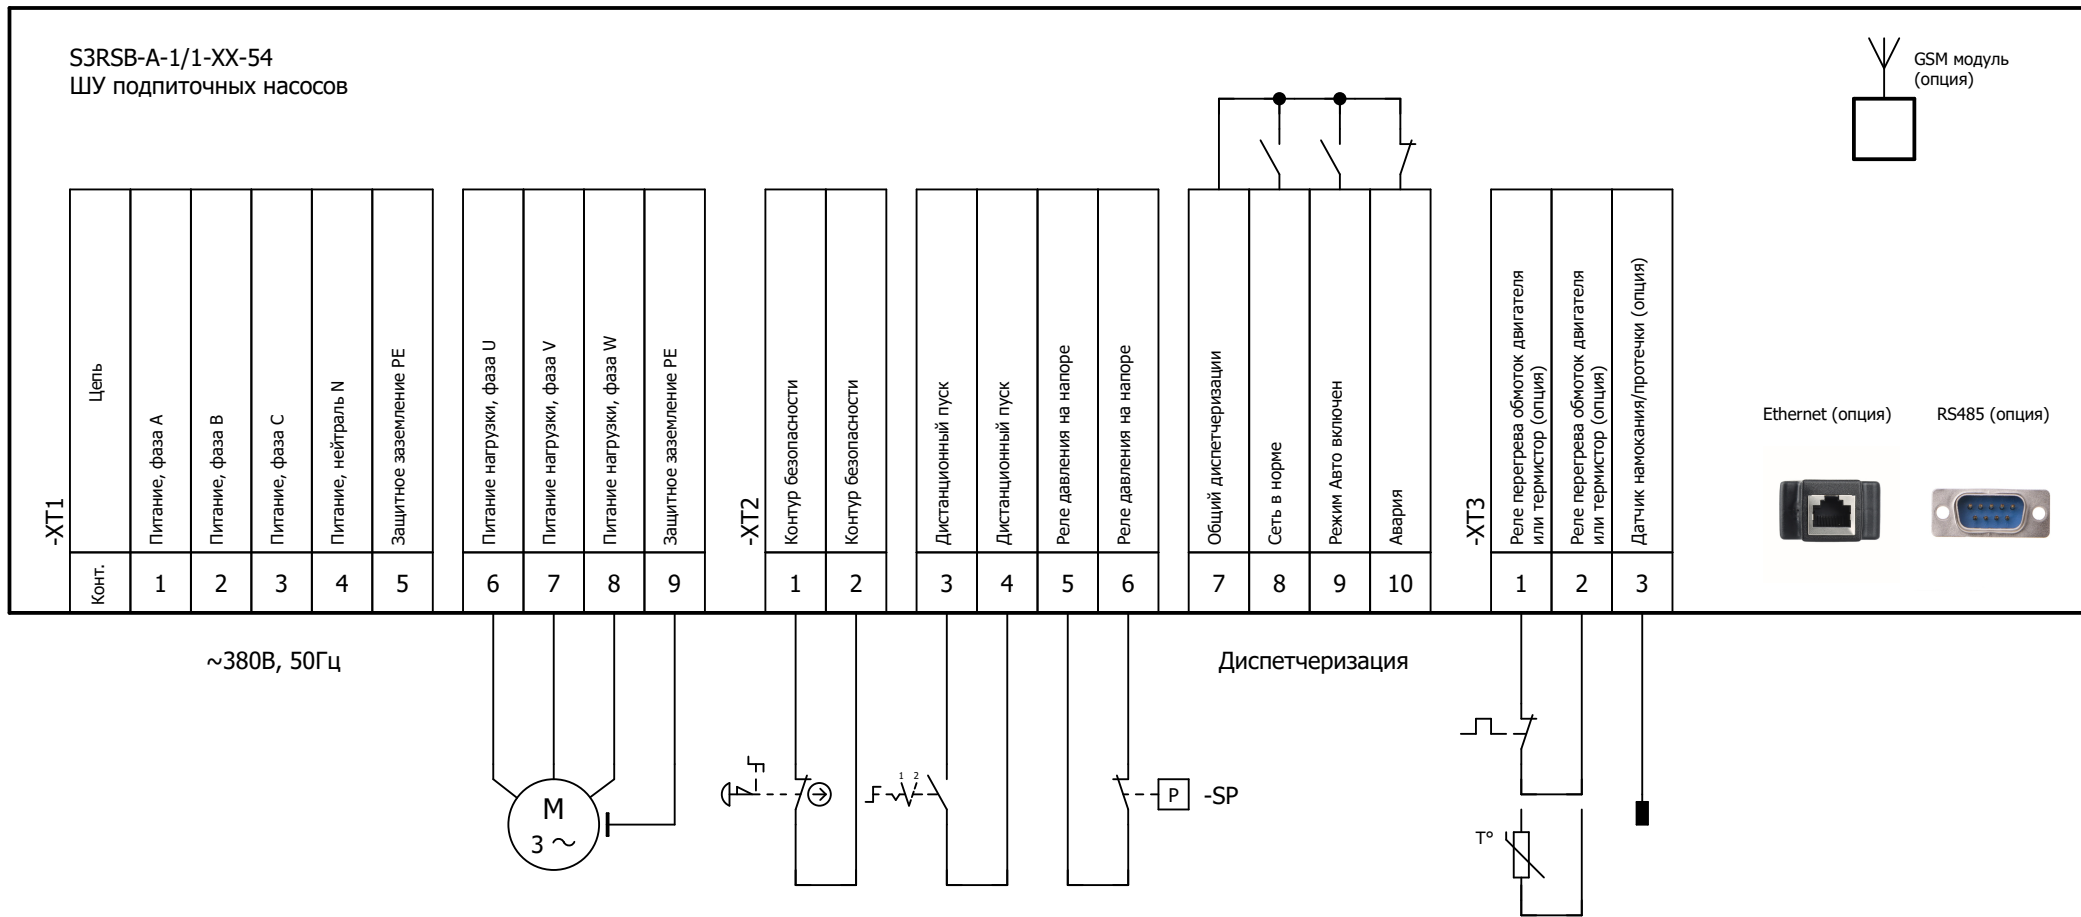 S3RSB-A-1/1-XX-54
ШУ подпиточных насосов
GSM модуль
(опция)
-XT1
Цепь
Питание, фаза A
Питание, фаза B
Питание, фаза C
Питание, нейтраль N
Защитное заземление PE
Питание нагрузки, фаза U
Питание нагрузки, фаза V
Питание нагрузки, фаза W
Защитное заземление PE
Конт.
1
2
3
4
5
6
7
8
9
-XT2
Контур безопасности
Контур безопасности
Дистанционный пуск
Дистанционный пуск
Реле давления на напоре
Реле давления на напоре
Общий диспетчеризации
Сеть в норме
Режим Авто включен
Авария
1
2
3
4
5
6
7
8
9
10
-XT3
Реле перегрева обмоток двигателя
или термистор (опция)
Реле перегрева обмоток двигателя
или термистор (опция)
Датчик намокания/протечки (опция)
1
2
3
Ethernet (опция)
RS485 (опция)
~380В, 50Гц
Диспетчеризация
M
3 ~
1 2
P
-SP
T°